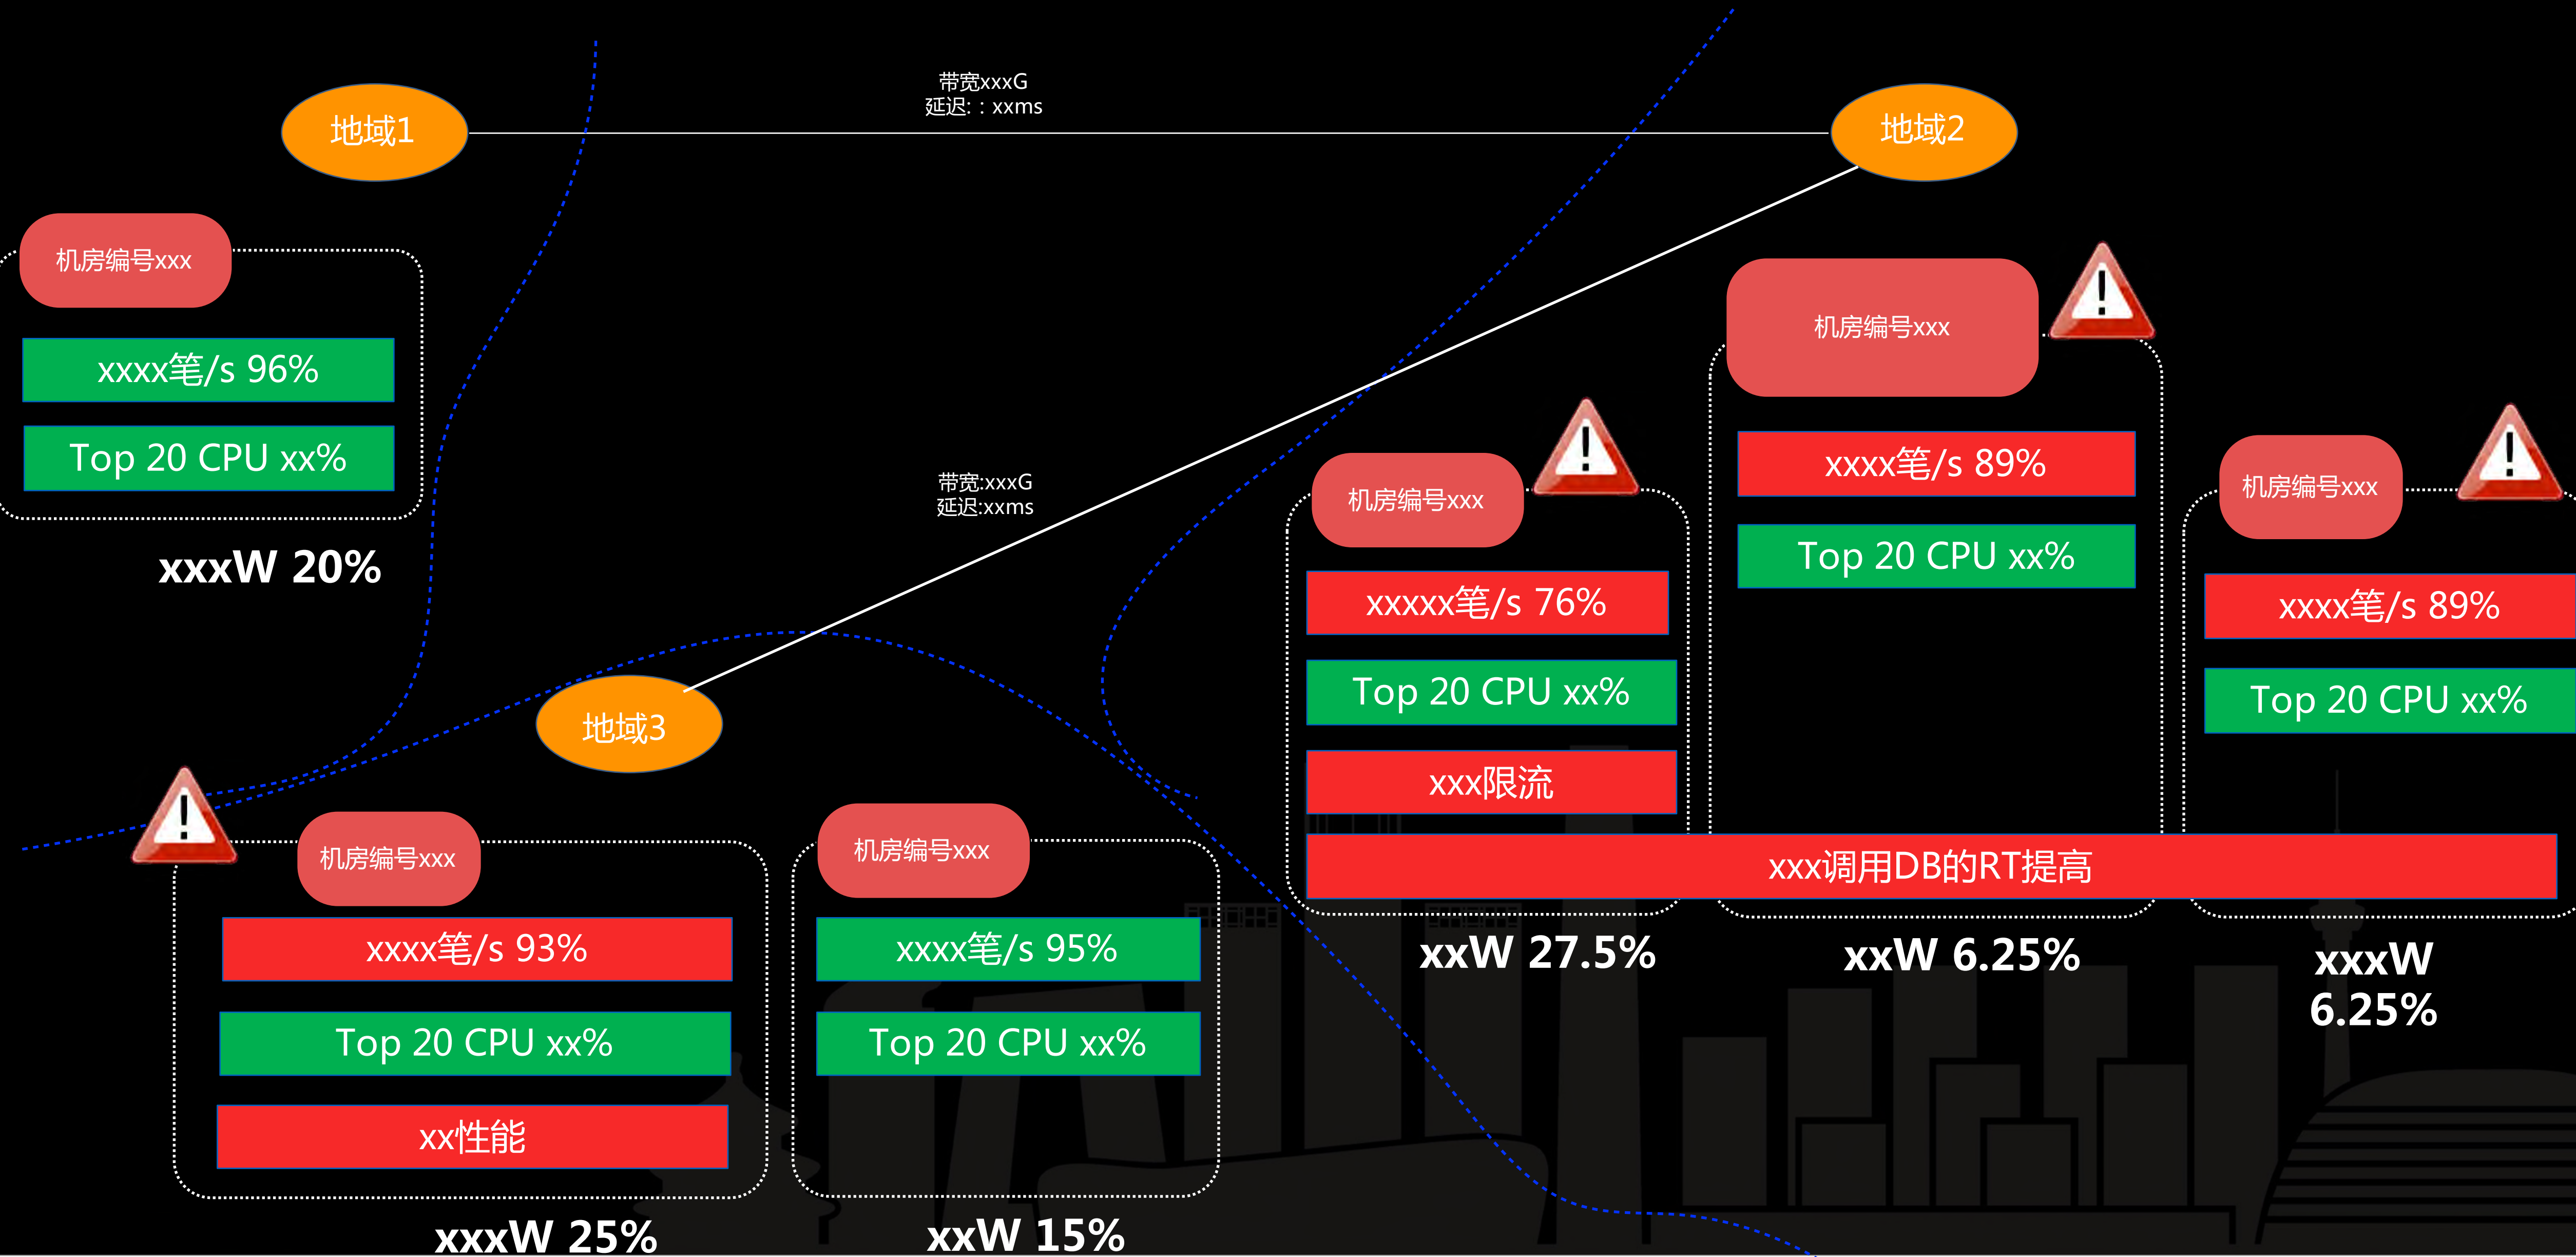 地域1
带宽xxxG
延迟: : xxms
地域2
机房编号xxx
xxxx笔/s 96%
Top 20 CPU xx%
xxxW 20%
带宽:xxxG
延迟:xxms
机房编号xxx
xxxxx笔/s 76%
Top 20 CPU xx%
xxx限流
机房编号xxx
xxxx笔/s 89%
Top 20 CPU xx%
机房编号xxx
xxxx笔/s 89%
Top 20 CPU xx%
xxx调用DB的RT提高
xxW 27.5%
xxW 6.25%
xxxW
6.25%
地域3
机房编号xxx
xxxx笔/s 93%
Top 20 CPU xx%
xx性能
xxxW 25%
机房编号xxx
xxxx笔/s 95%
Top 20 CPU xx%
xxW 15%